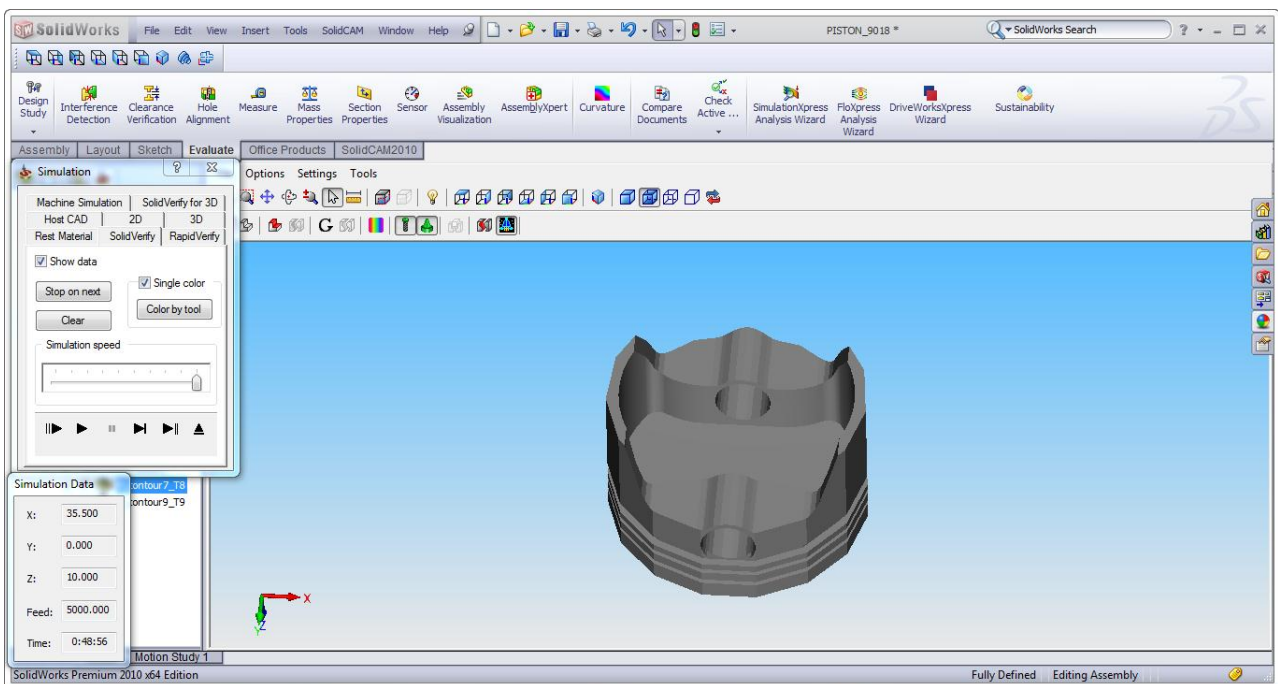 SolidWorks File Edit View Insert Tools SolidCAM Window Help PISTON_9018 * SolidWorks Search ?
Design Study Interference Detection Clearance Verification Hole Alignment Measure Mass Properties Section Properties Sensor Assembly Visualization AssemblyXpert Curvature Compare Documents Check Active ... SimulationXpress Analysis Wizard FloXpress Analysis Wizard DriveWorksXpress Wizard Sustainability
Assembly Layout Sketch Evaluate Office Products SolidCAM2010
Simulation ? Options Settings Tools
Machine Simulation SolidVerify for 3D
Host CAD 2D 3D
Rest Material SolidVerify RapidVerify
G
Show data
Single color
Stop on next
Color by tool
Clear
Simulation speed
Simulation Data
contour7_T8
contour9_T9
X: 35.500
Y: 0.000
Z: 10.000
Feed: 5000.000
Time: 0:48:56
X
Y
Z
Motion Study 1
SolidWorks Premium 2010 x64 Edition Fully Defined Editing Assembly